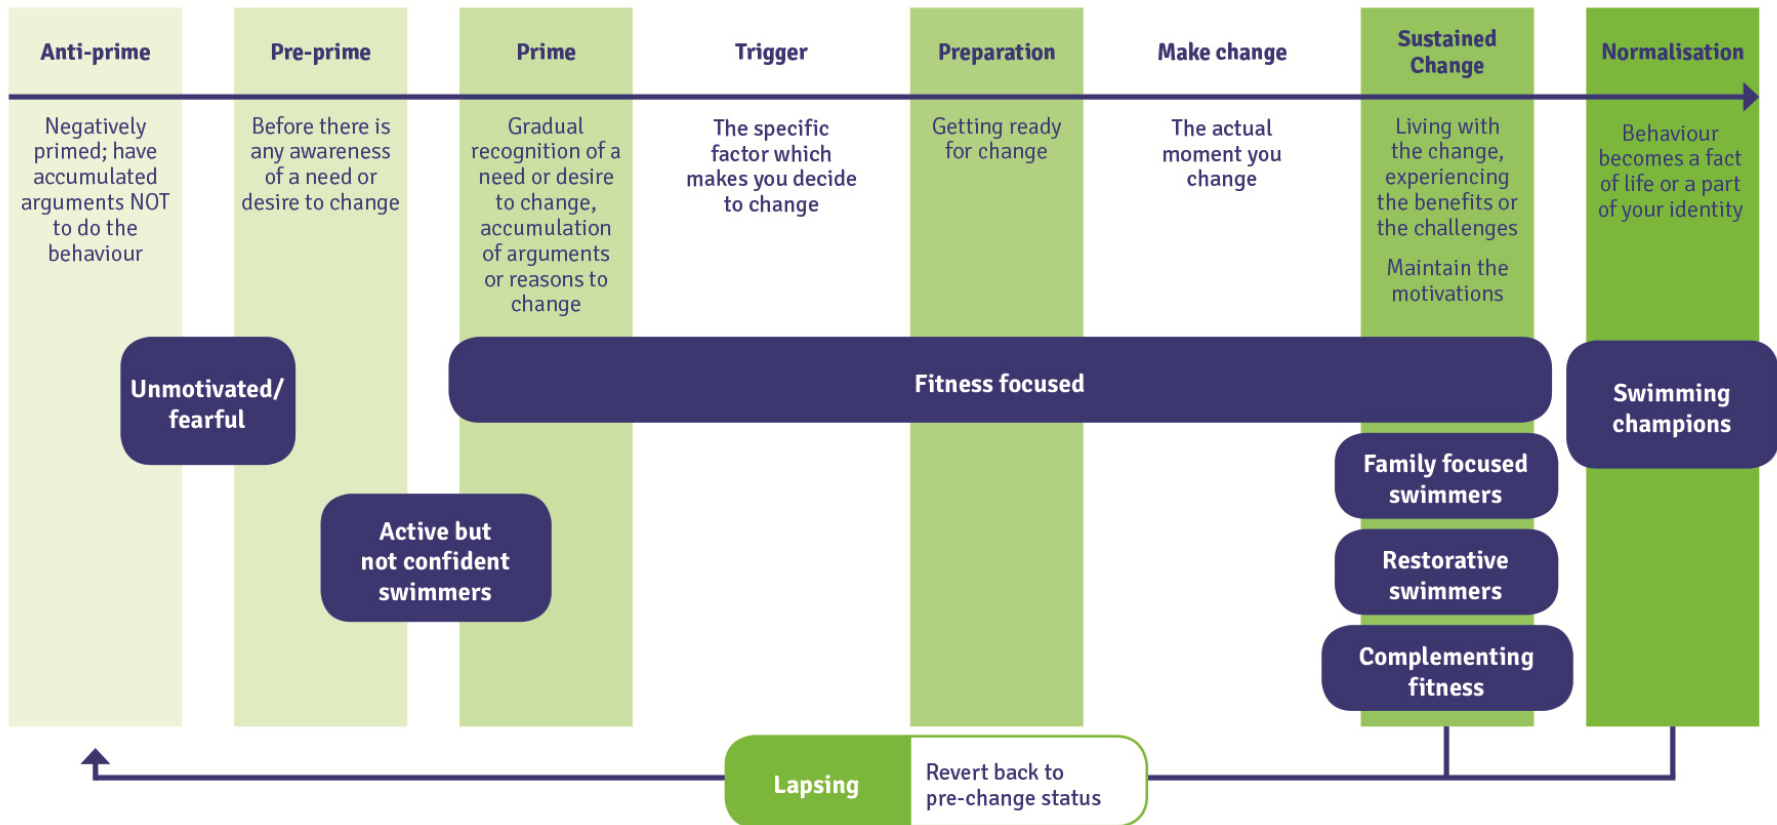 Anti-prime
Pre-prime
Prime
Trigger
Preparation
Make change
Sustained
Change
Normalisation
Negatively
primed; have
accumulated
arguments NOT
to do the
behaviour
Before there is
any awareness
of a need or
desire to change
Gradual
recognition of a
need or desire
to change,
accumulation
of arguments
or reasons to
change
The specific
factor which
makes you decide
to change
Getting ready
for change
The actual
moment you
change
Living with
the change,
experiencing
the benefits or
the challenges
Maintain the
motivations
Behaviour
becomes a fact
of life or a part
of your identity
Unmotivated/
fearful
Fitness focused
Swimming
champions
Family focused
swimmers
Active but
not confident
swimmers
Restorative
swimmers
Complementing
fitness
Lapsing
Revert back to
pre-change status